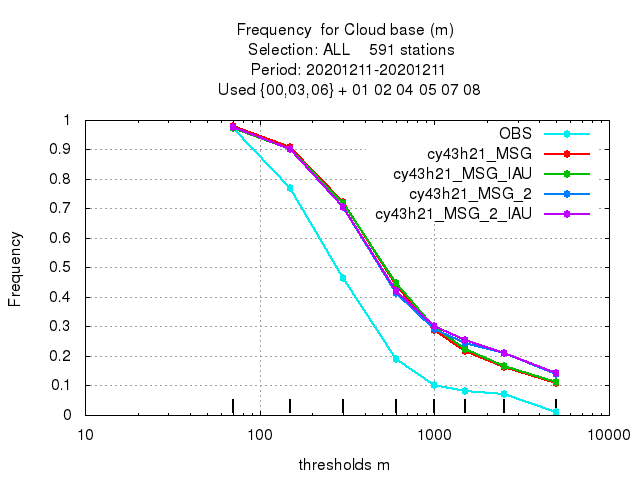 Frequency  for Cloud base (m)
Selection: ALL    591 stations
Period: 20201211-20201211
Used {00,03,06} + 01 02 04 05 07 08
OBS
cy43h21_MSG
cy43h21_MSG_IAU
cy43h21_MSG_2
cy43h21_MSG_2_IAU
Frequency
1
0.9
0.8
0.7
0.6
0.5
0.4
0.3
0.2
0.1
0
10 100 1000 10000
thresholds m